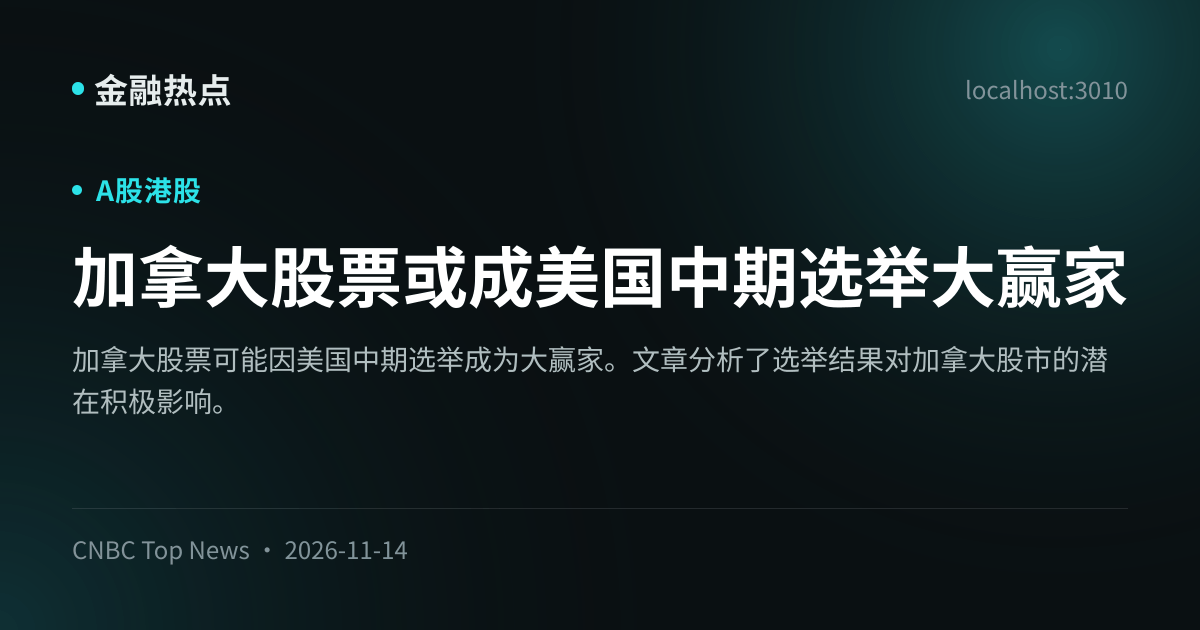 金融热点
localhost:3010
A股港股
加拿大股票或成美国中期选举大赢家
加拿大股票可能因美国中期选举成为大赢家。文章分析了选举结果对加拿大股市的潜
在积极影响。
CNBC Top News · 2026-11-14